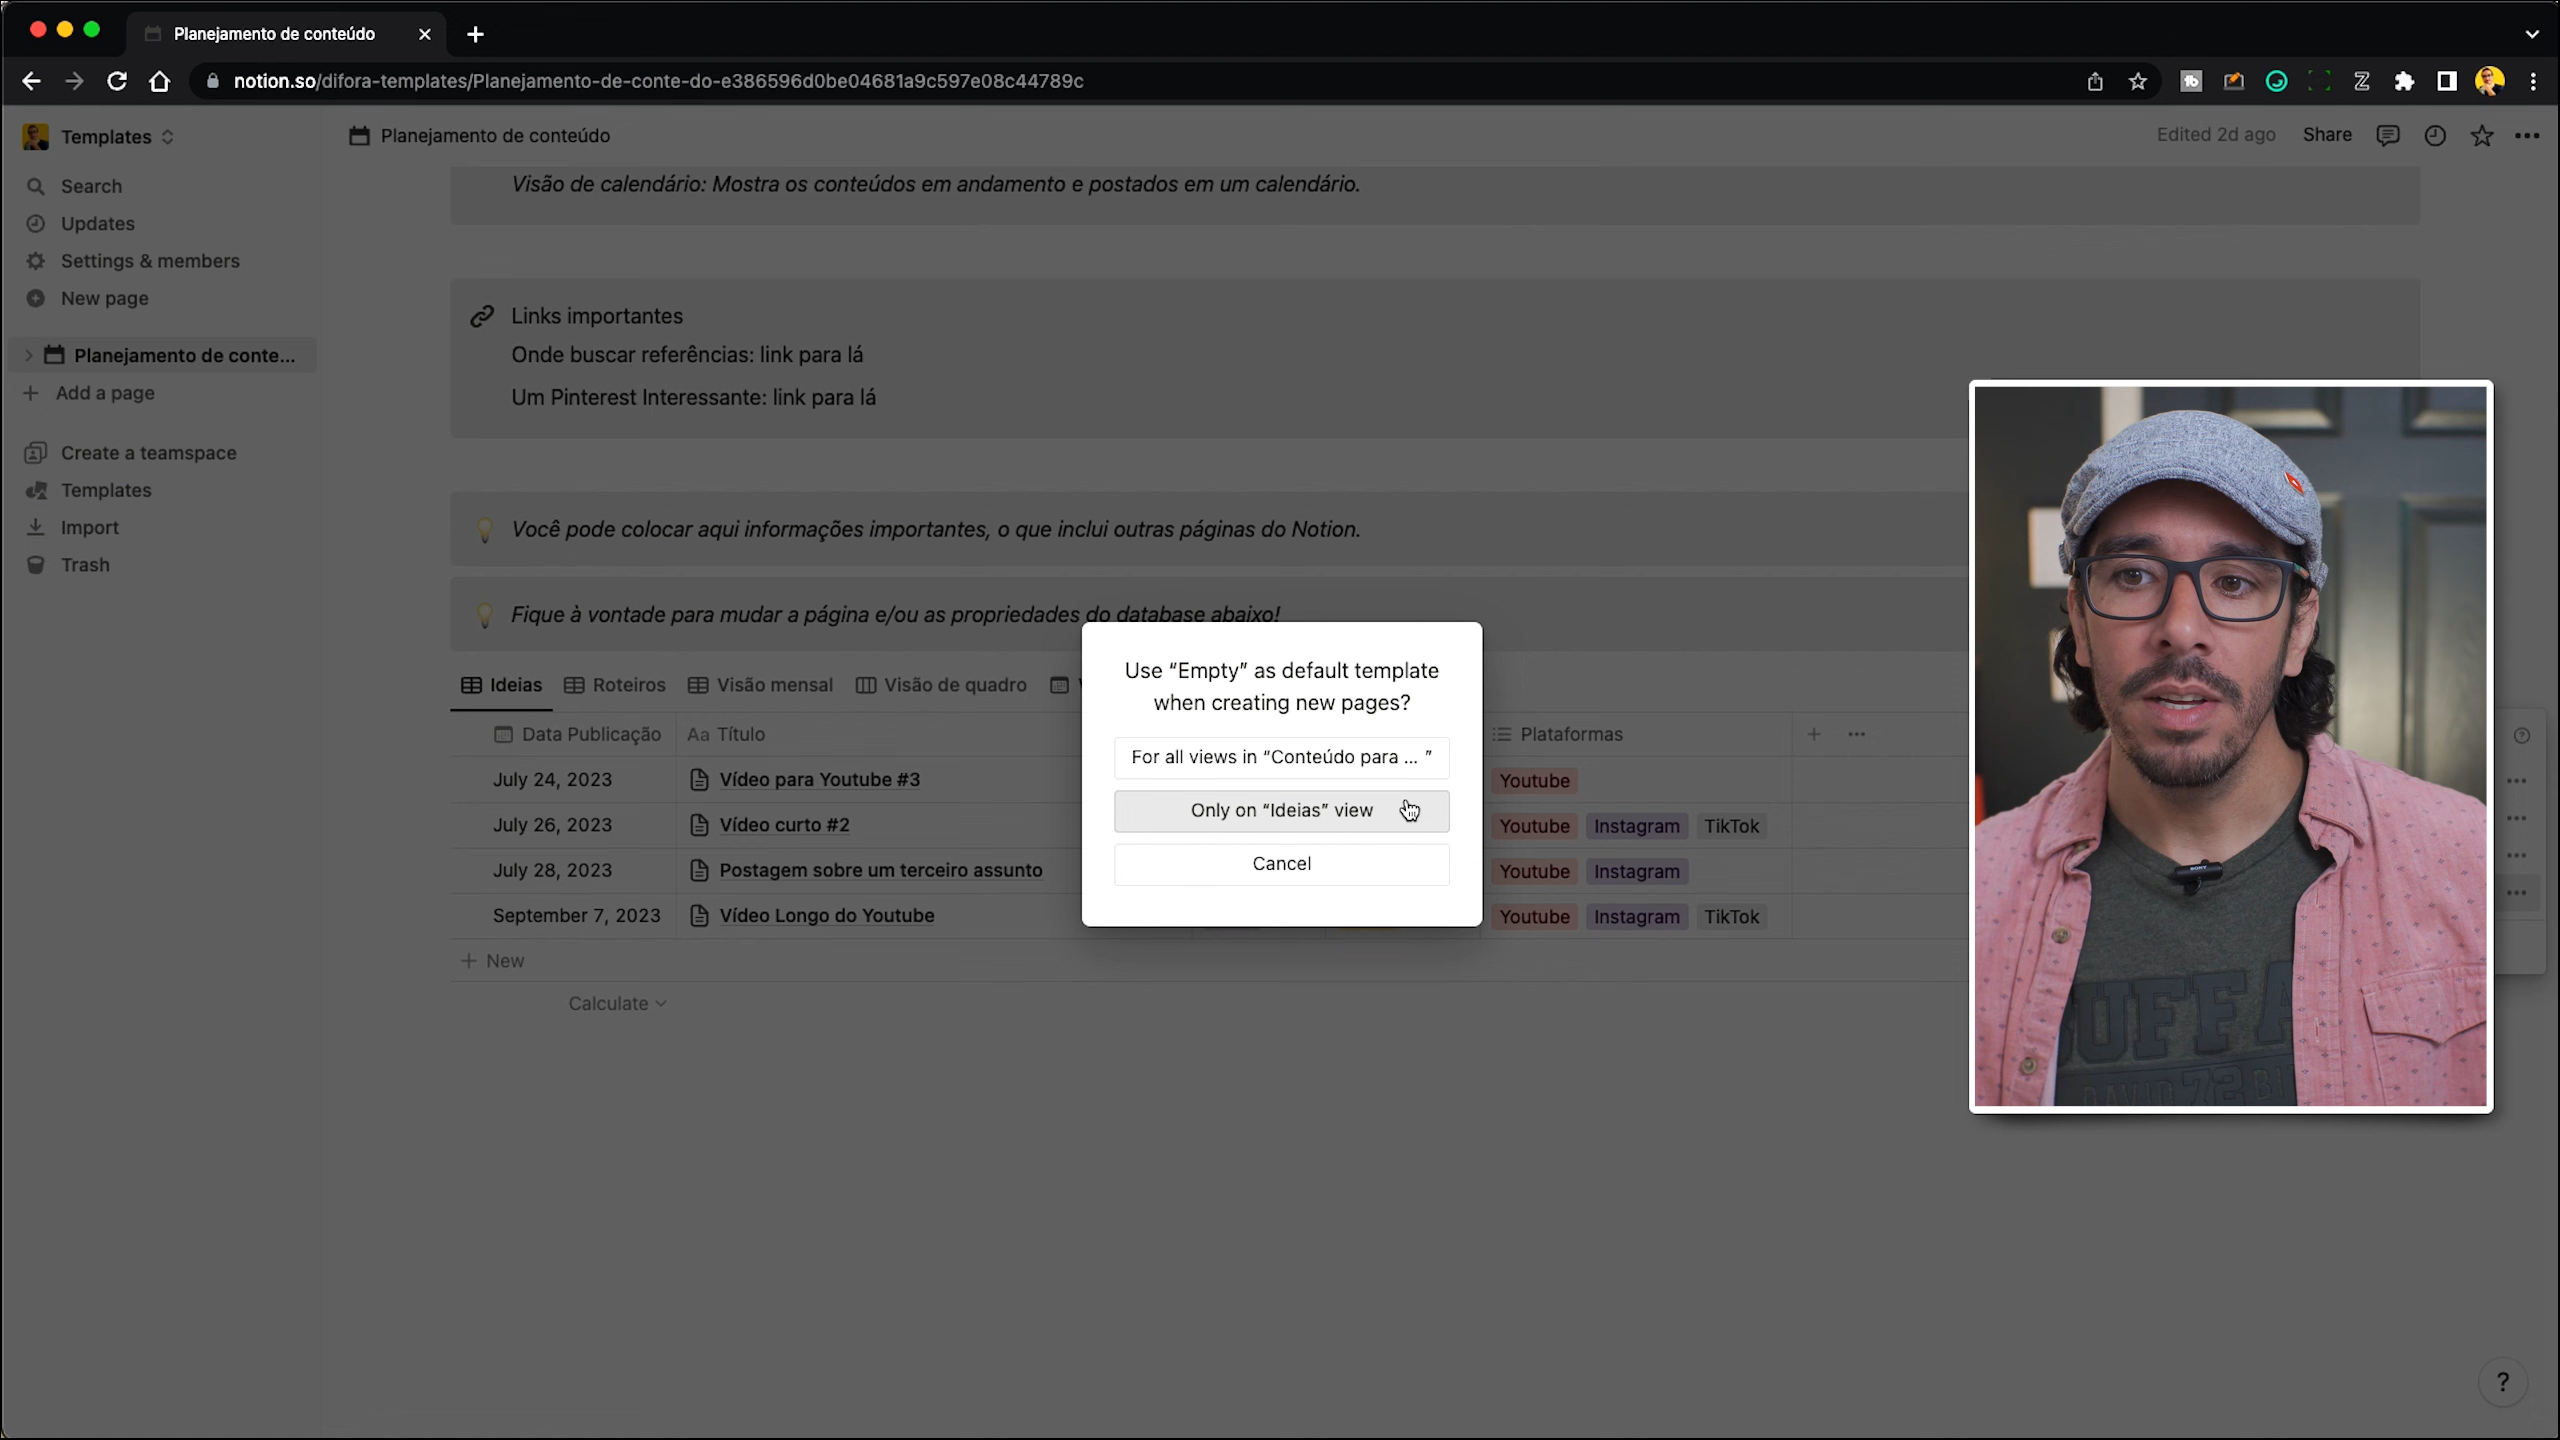 Planejamento de conteúdo
notion.so/difora-templates/Planejamento-de-conte-do-e386596d0be04681a9c597e08c44789c
Templates
Planejamento de conteúdo
Edited 2d ago
Share
Search
Updates
Settings & members
New page
Planejamento de conte...
Add a page
Create a teamspace
Templates
Import
Trash
Visão de calendário: Mostra os conteúdos em andamento e postados em um calendário.
Links importantes
Onde buscar referências: link para lá
Um Pinterest Interessante: link para lá
Você pode colocar aqui informações importantes, o que inclui outras páginas do Notion.
Fique à vontade para mudar a página e/ou as propriedades do database abaixo!
Ideias Roteiros Visão mensal Visão de quadro
Data Publicação Aa Título Plataformas
July 24, 2023 Vídeo para Youtube #3 Youtube
July 26, 2023 Vídeo curto #2 Youtube Instagram TikTok
July 28, 2023 Postagem sobre um terceiro assunto Youtube Instagram
September 7, 2023 Vídeo Longo do Youtube Youtube Instagram TikTok
New
Calculate
Use “Empty” as default template
when creating new pages?
For all views in “Conteúdo para ... ”
Only on “Ideias” view
Cancel
SONY
?